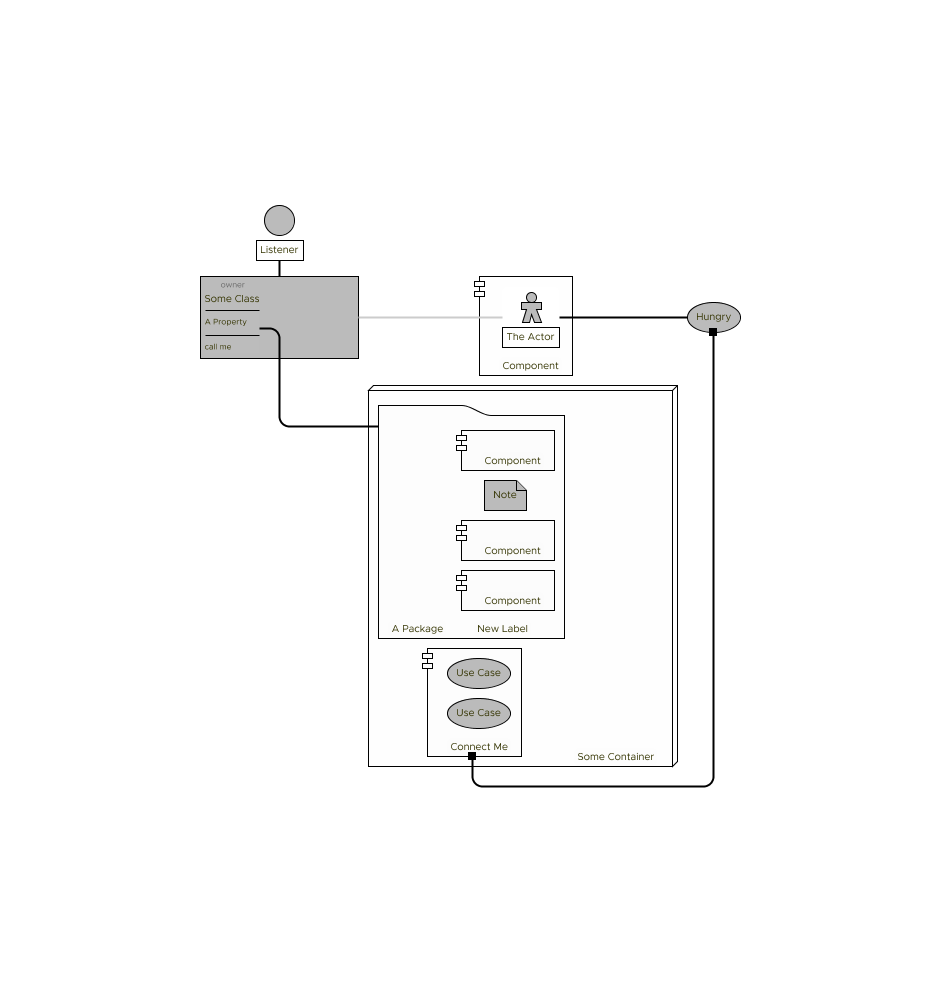 Listener
owner
Some Class
A Property
call me
The Actor
Component
Hungry
Component
Note
Component
Component
A Package
New Label
Use Case
Use Case
Connect Me
Some Container